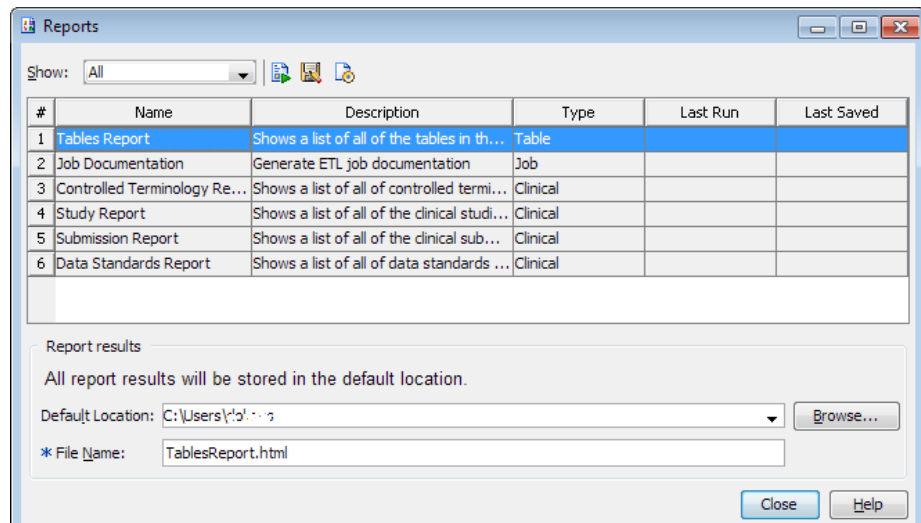 Reports
Show: All
# Name Description Type Last Run Last Saved
1 Tables Report Shows a list of all of the tables in th... Table
2 Job Documentation Generate ETL job documentation Job
3 Controlled Terminology Re... Shows a list of all of controlled termi... Clinical
4 Study Report Shows a list of all of the clinical studi... Clinical
5 Submission Report Shows a list of all of the clinical sub... Clinical
6 Data Standards Report Shows a list of all of data standards ... Clinical
Report results
All report results will be stored in the default location.
Default Location: C:\Users\ Browse...
* File Name: TablesReport.html
Close Help